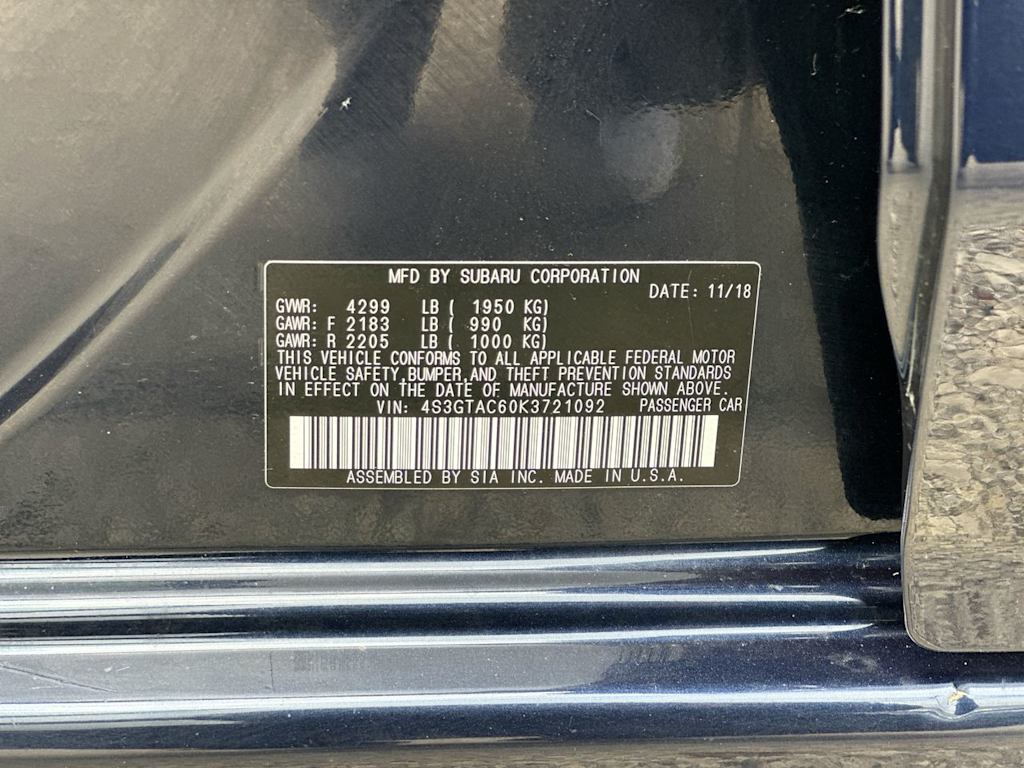 MFD BY SUBARU CORPORATION
DATE: 11/18
GVWR: 4299 LB ( 1950 KG)
GAWR: F 2183 LB ( 990 KG)
GAWR: R 2205 LB ( 1000 KG)
THIS VEHICLE CONFORMS TO ALL APPLICABLE FEDERAL MOTOR
VEHICLE SAFETY, BUMPER, AND THEFT PREVENTION STANDARDS
IN EFFECT ON THE DATE OF MANUFACTURE SHOWN ABOVE.
VIN: 4S3GTAC60K3721092 PASSENGER CAR
ASSEMBLED BY SIA INC. MADE IN U.S.A.